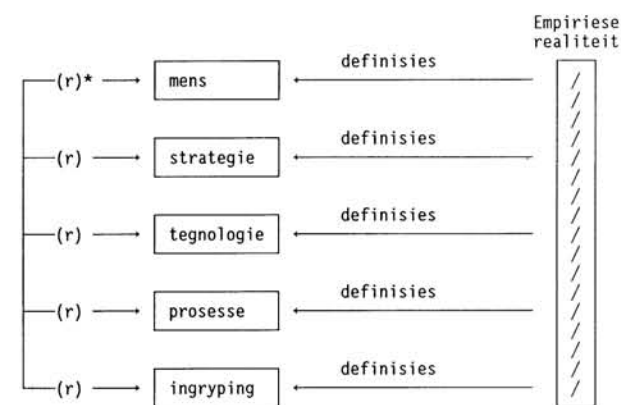 Empiriese
realiteit
definisies
(r)* mens
definisies
(r) strategie
definisies
(r) tegnologie
definisies
(r) prosesse
definisies
(r) ingryping